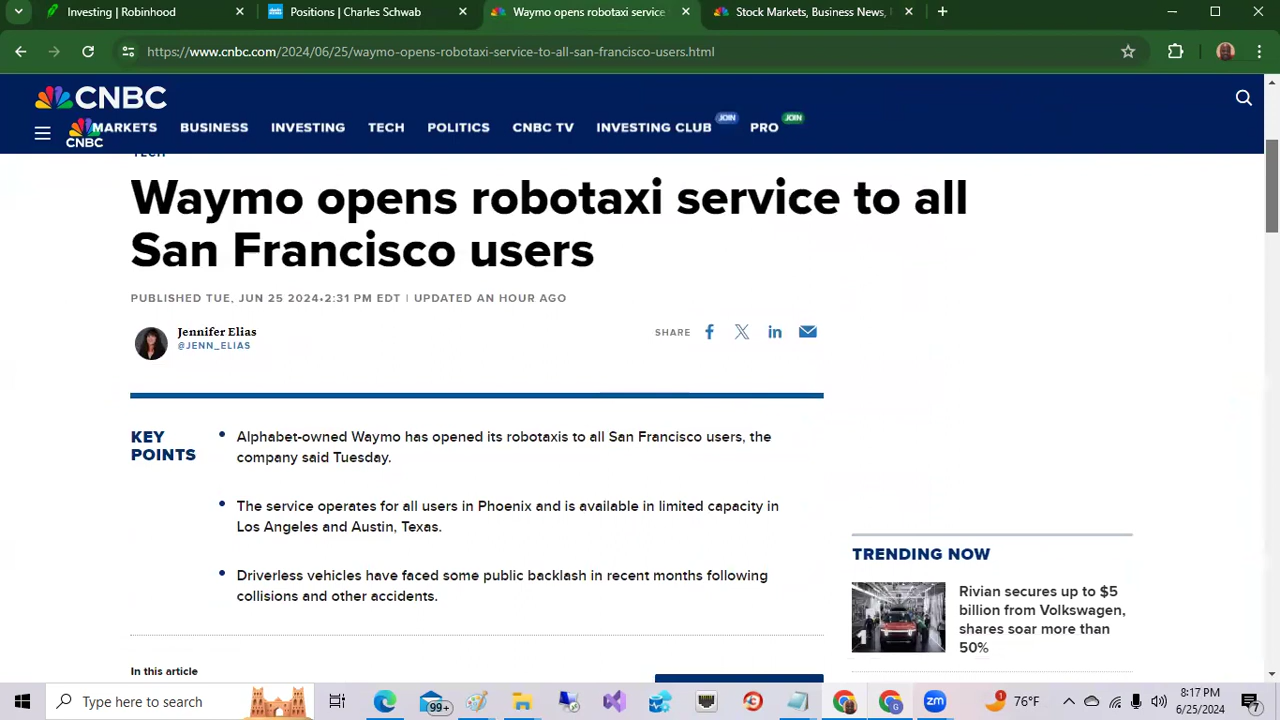 Investing | Robinhood
Positions | Charles Schwab
Waymo opens robotaxi service
Stock Markets, Business News,
https://www.cnbc.com/2024/06/25/waymo-opens-robotaxi-service-to-all-san-francisco-users.html
CNBC
MARKETS BUSINESS INVESTING TECH POLITICS CNBC TV INVESTING CLUB JOIN PRO JOIN
CNBC
TECH
Waymo opens robotaxi service to all
San Francisco users
PUBLISHED TUE, JUN 25 2024•2:31 PM EDT | UPDATED AN HOUR AGO
Jennifer Elias
@JENN_ELIAS
SHARE
KEY
POINTS
Alphabet-owned Waymo has opened its robotaxis to all San Francisco users, the
company said Tuesday.
The service operates for all users in Phoenix and is available in limited capacity in
Los Angeles and Austin, Texas.
Driverless vehicles have faced some public backlash in recent months following
collisions and other accidents.
In this article
TRENDING NOW
1
Rivian secures up to $5
billion from Volkswagen,
shares soar more than
50%
Type here to search
99+
zm
1
76°F
8:17 PM
6/25/2024
7